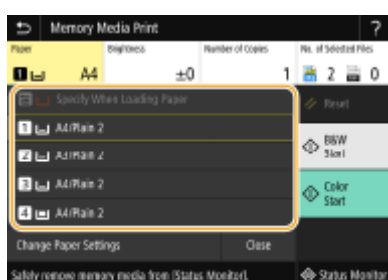 Memory Media Print ?
Paper Brightness Number of Copies No. of Selected Files
1 A4 ±0 1 2 0
Specify When Loading Paper
Reset
1 A4/Plain 2
B&W
Start
2 A4/Plain 2
3 A4/Plain 2
Color
Start
4 A4/Plain 2
Change Paper Settings Close
Safely remove memory media from [Status Monitor]. Status Monitor